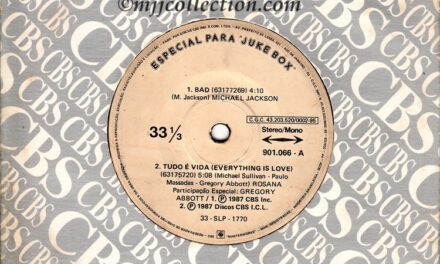 ©mjjcollection.com
ESPECIAL PARA "JUKE BOX"
1. BAD (63177269) 4:10
(M. Jackson) MICHAEL JACKSON
C.G.C. 43.203.520/0002-95
33 1/3
Stereo/Mono
901.066 - A
2. TUDO É VIDA (EVERYTHING IS LOVE)
(63175720) 5:08 (Michael Sullivan - Paulo
Massadas - Gregory Abbott) ROSANA
Participação Especial: GREGORY
ABBOTT / 1. ℗ 1987 CBS Inc.
2. ℗ 1987 Discos CBS I.C.L.
33 - SLP - 1770
CBS